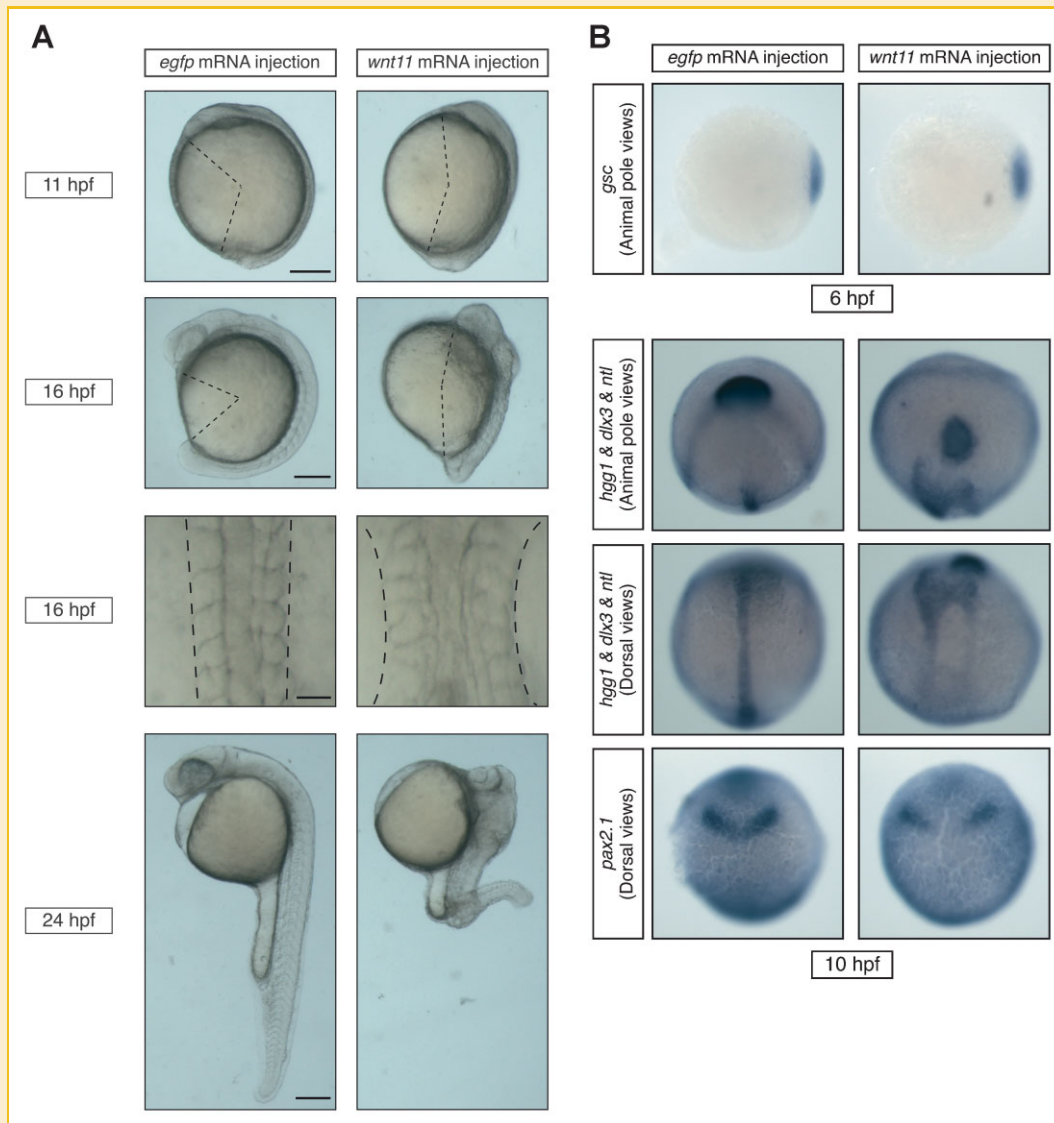 A
egfp mRNA injection
wnt11 mRNA injection
11 hpf
16 hpf
16 hpf
24 hpf
B
egfp mRNA injection
wnt11 mRNA injection
gsc
(Animal pole views)
6 hpf
hgg1 & dlx3 & ntl
(Animal pole views)
hgg1 & dlx3 & ntl
(Dorsal views)
pax2.1
(Dorsal views)
10 hpf